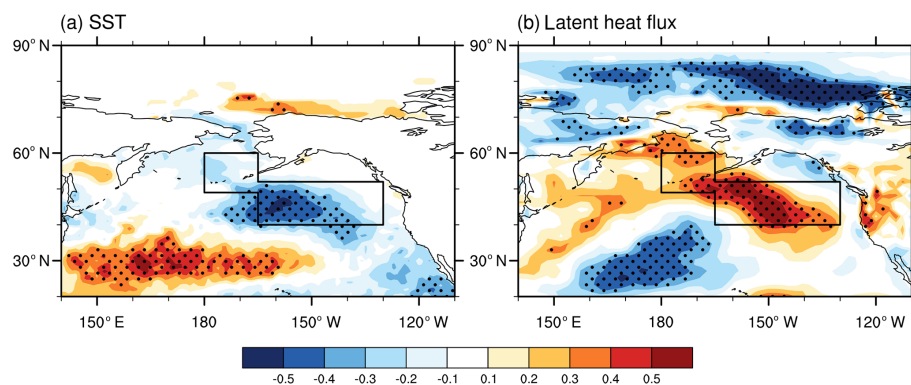 (a) SST
(b) Latent heat flux
90° N
60° N
30° N
150° E
180
150° W
120° W
90° N
60° N
30° N
150° E
180
150° W
120° W
-0.5 -0.4 -0.3 -0.2 -0.1 0.1 0.2 0.3 0.4 0.5